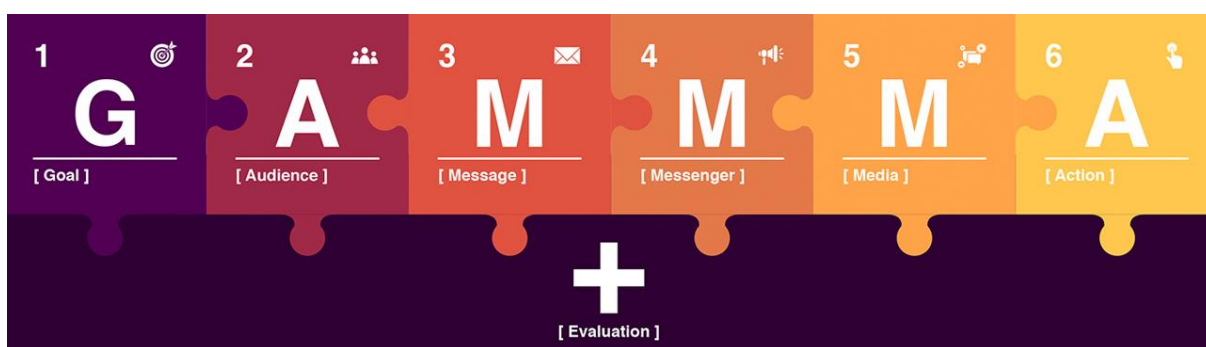 1 2 3 4 5 6
G A M M M A
[ Goal ] [ Audience ] [ Message ] [ Messenger ] [ Media ] [ Action ]
+
[ Evaluation ]